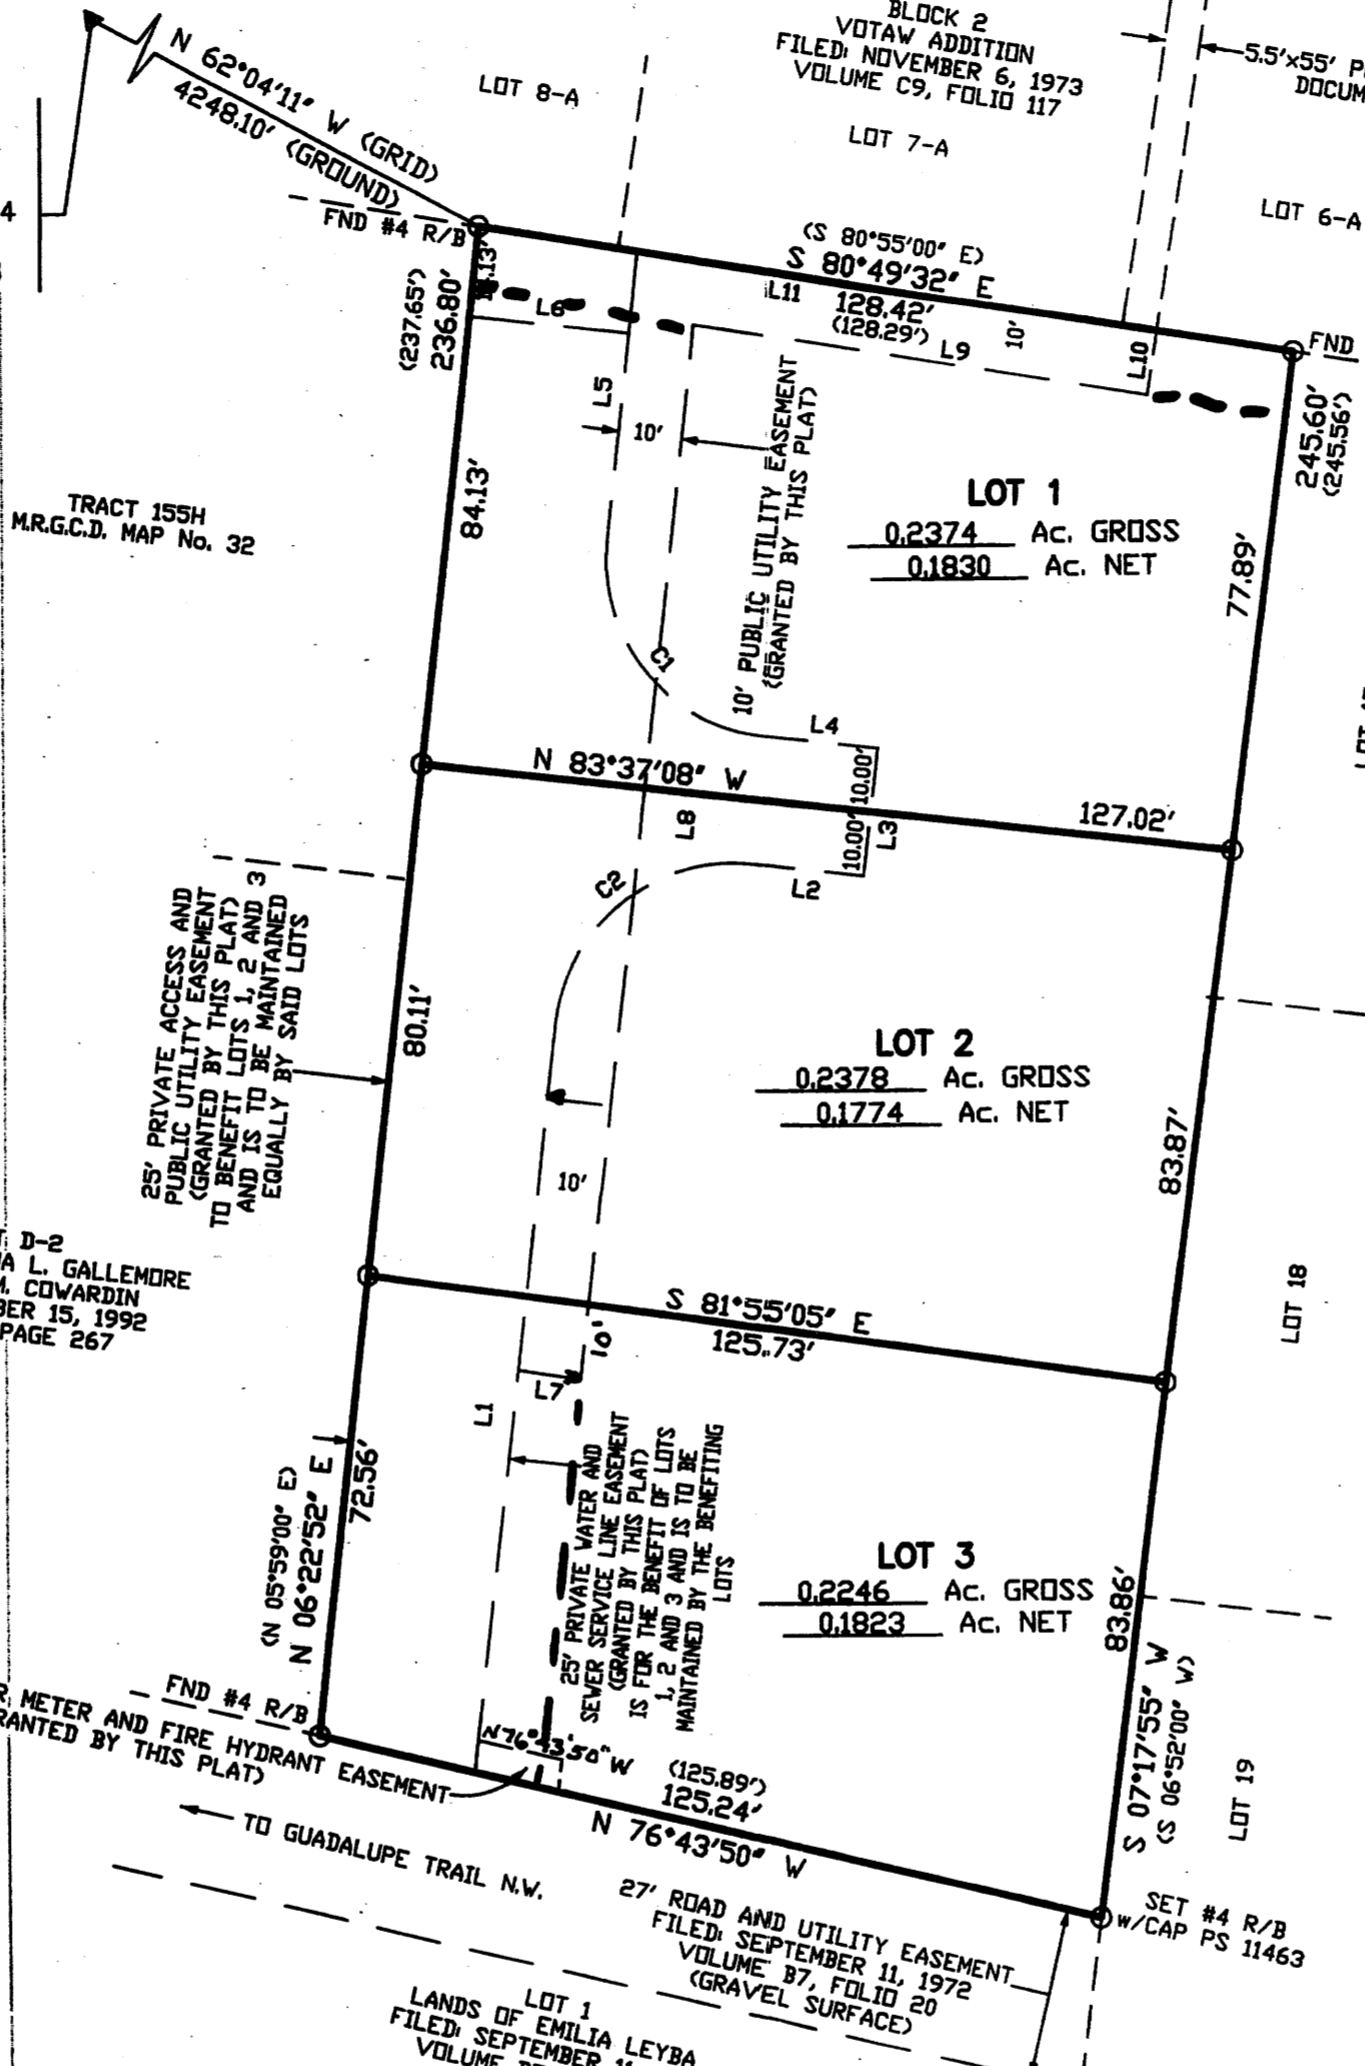 BLOCK 2
VOTAW ADDITION
FILED: NOVEMBER 6, 1973
VOLUME C9, FOLIO 117
5.5'x55'
LOT 8-A
LOT 7-A
LOT 6-A
N 62°04'11" W (GRID)
4248.10' (GROUND)
4
FND #4 R/B
(S 80°55'00" E)
S 80°49'32" E
L11
128.42'
(128.29')
10'
L9
L10
FND
(237.65')
236.80'
L6
L5
10'
245.60'
(245.56')
10' PUBLIC UTILITY EASEMENT
(GRANTED BY THIS PLAT)
TRACT 155H
M.R.G.C.D. MAP No. 32
84.13'
LOT 1
0.2374 Ac. GROSS
0.1830 Ac. NET
77.89'
C1
L4
10.00'
N 83°37'08" W
127.02'
L8
10.00'
L3
C2
L2
25' PRIVATE ACCESS AND
PUBLIC UTILITY EASEMENT
(GRANTED BY THIS PLAT)
TO BENEFIT LOTS 1, 2 AND 3
AND IS TO BE MAINTAINED
EQUALLY BY SAID LOTS
80.11'
LOT 2
0.2378 Ac. GROSS
0.1774 Ac. NET
83.87'
10'
D-2
L. GALLEMORE
COWARDIN
15, 1992
PAGE 267
LOT 18
S 81°55'05" E
125.73'
10'
L7
L1
(N 05°59'00" E)
N 06°22'52" E
72.56'
25' PRIVATE WATER AND
SEWER SERVICE LINE EASEMENT
(GRANTED BY THIS PLAT)
IS FOR THE BENEFIT OF LOTS
1, 2 AND 3 AND IS TO BE
MAINTAINED BY THE BENEFITING
LOTS
LOT 3
0.2246 Ac. GROSS
0.1823 Ac. NET
83.86'
S 07°17'55" W
(S 06°52'00" W)
LOT 19
FND #4 R/B
METER AND FIRE HYDRANT EASEMENT
BY THIS PLAT)
N76°43'50"W
(125.89')
125.24'
N 76°43'50" W
TO GUADALUPE TRAIL N.W.
27' ROAD AND UTILITY EASEMENT
FILED: SEPTEMBER 11, 1972
VOLUME B7, FOLIO 20
(GRAVEL SURFACE)
SET #4 R/B
w/CAP PS 11463
LOT 1
LANDS OF EMILIA LEYBA
FILED: SEPTEMBER
VOLUME